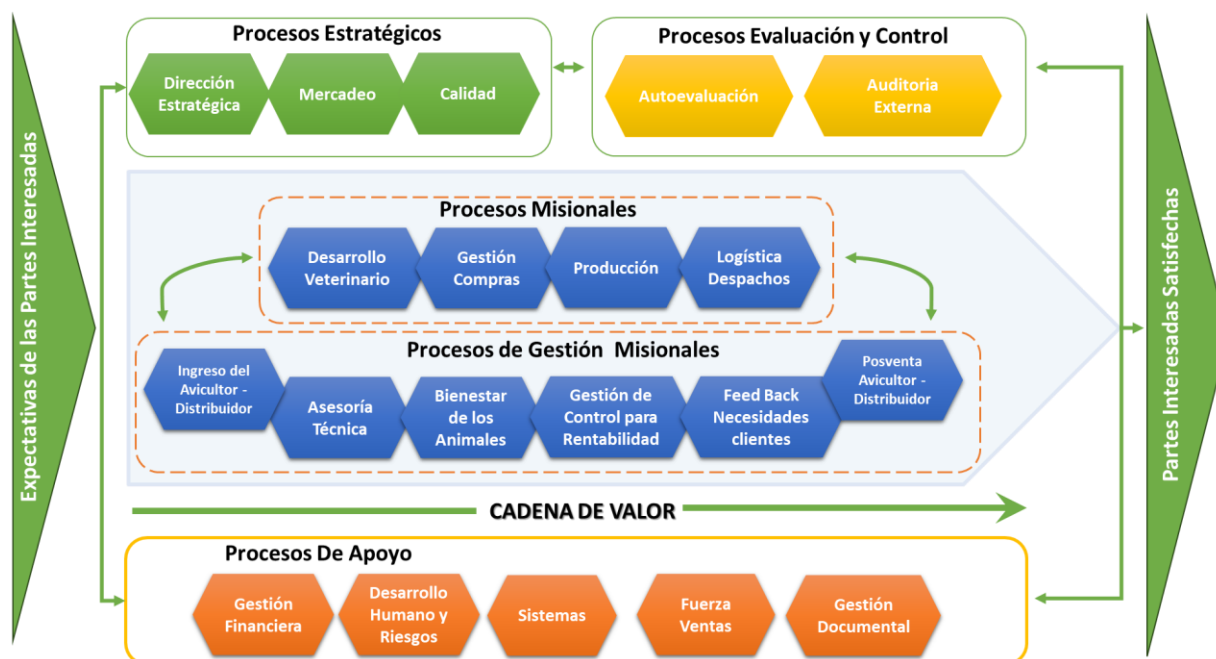 Expectativas de las Partes Interesadas
Procesos Estratégicos
Dirección
Estratégica
Mercadeo
Calidad
Procesos Evaluación y Control
Autoevaluación
Auditoria
Externa
Procesos Misionales
Desarrollo
Veterinario
Gestión
Compras
Producción
Logística
Despachos
Procesos de Gestión Misionales
Ingreso del
Avicultor -
Distribuidor
Asesoría
Técnica
Bienestar
de los
Animales
Gestión de
Control para
Rentabilidad
Feed Back
Necesidades
clientes
Posventa
Avicultor -
Distribuidor
CADENA DE VALOR
Procesos De Apoyo
Gestión
Financiera
Desarrollo
Humano y
Riesgos
Sistemas
Fuerza
Ventas
Gestión
Documental
Partes Interesadas Satisfechas